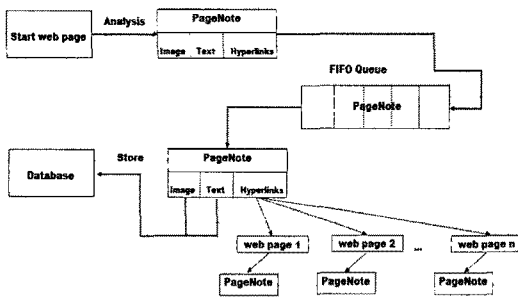 PageNote
Analysis
Start web page
Image Text Hyperlinks
FIFO Queue
PageNote
Store
PageNote
Database
Image Text Hyperlinks
web page 1 web page 2 ... web page n
PageNote PageNote PageNote